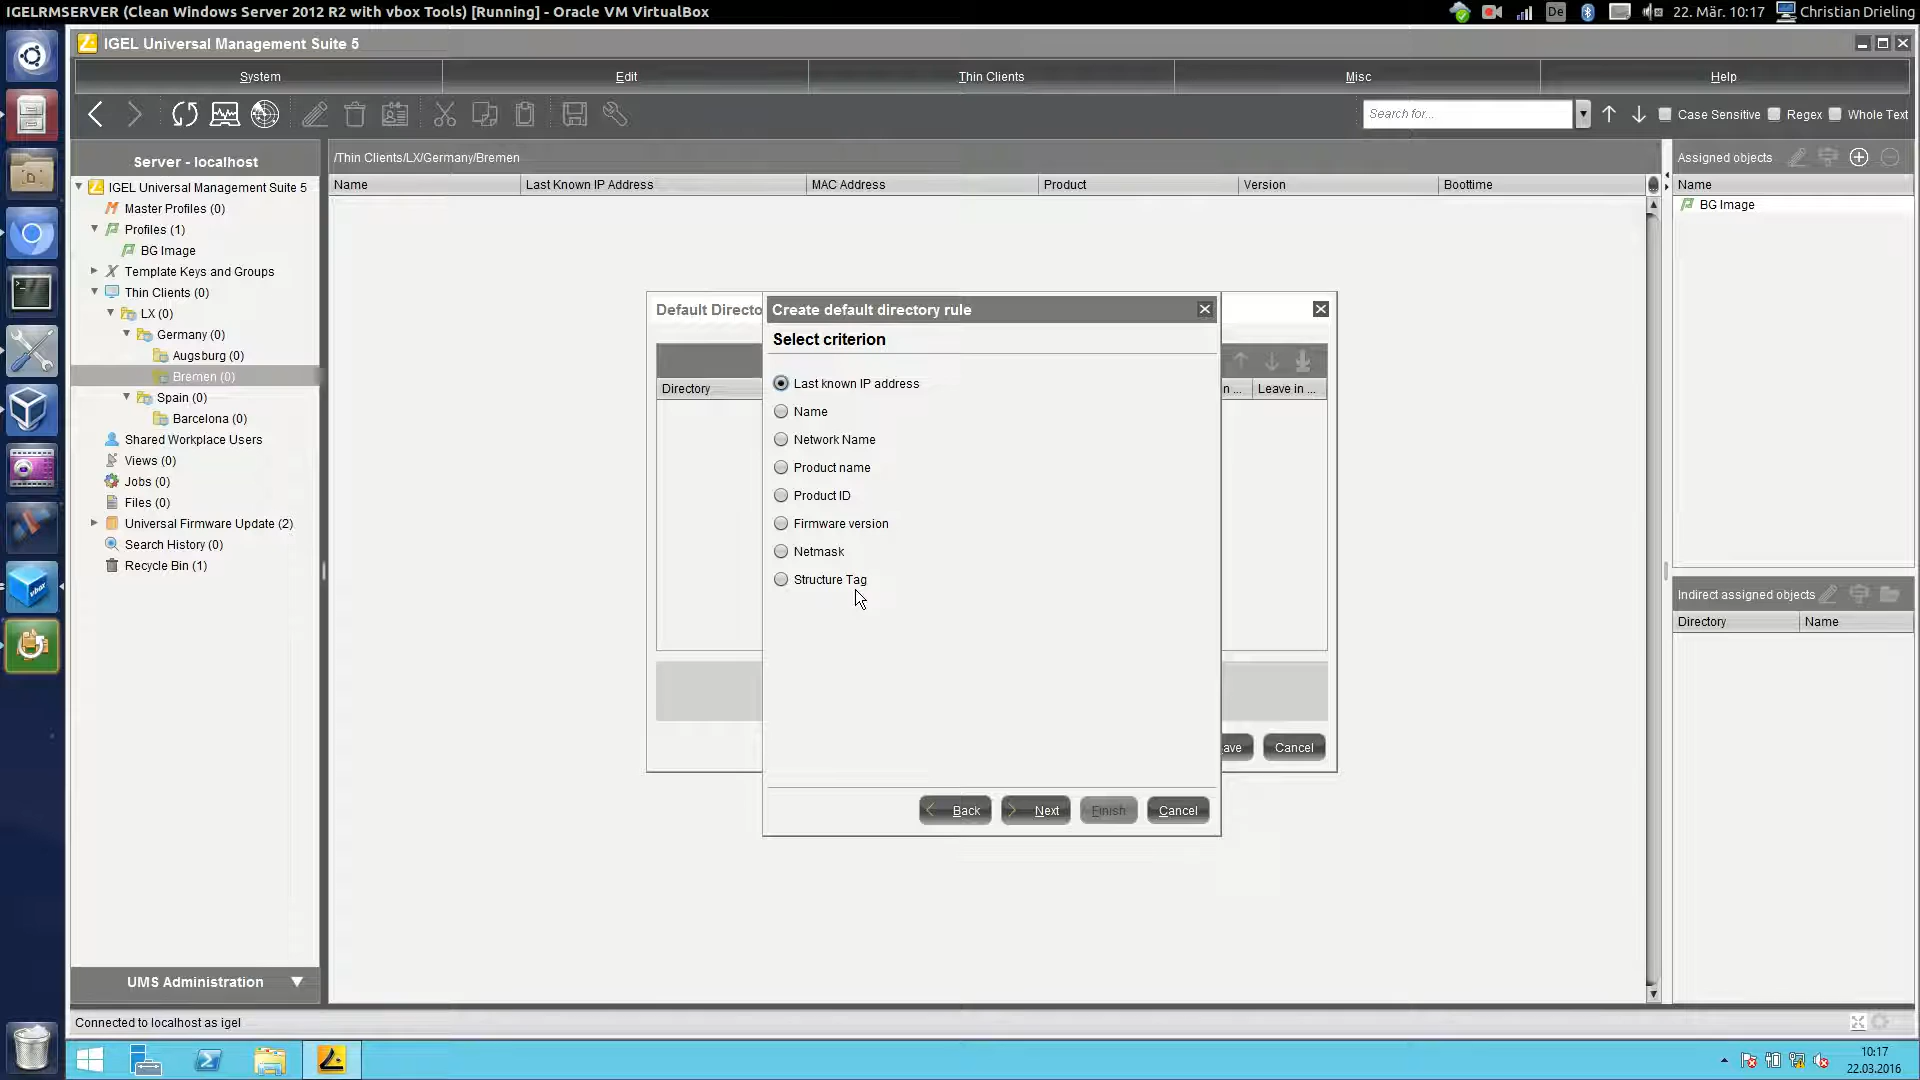 IGELRMSERVER (Clean Windows Server 2012 R2 with vbox Tools) [Running] - Oracle VM VirtualBox
De
22. Mär. 10:17
Christian Drieling
IGEL Universal Management Suite 5
System
Edit
Thin Clients
Misc
Help
Search for...
Case Sensitive
Regex
Whole Text
Server - localhost
IGEL Universal Management Suite 5
Master Profiles (0)
Profiles (1)
BG Image
Template Keys and Groups
Thin Clients (0)
LX (0)
Germany (0)
Augsburg (0)
Bremen (0)
Spain (0)
Barcelona (0)
Shared Workplace Users
Views (0)
Jobs (0)
Files (0)
Universal Firmware Update (2)
Search History (0)
Recycle Bin (1)
UMS Administration
/Thin Clients/LX/Germany/Bremen
Name
Last Known IP Address
MAC Address
Product
Version
Boottime
Default Directo
Directory
n ...
Leave in ...
ave
Cancel
Create default directory rule
Select criterion
Last known IP address
Name
Network Name
Product name
Product ID
Firmware version
Netmask
Structure Tag
Back
Next
Finish
Cancel
Assigned objects
Name
BG Image
Indirect assigned objects
Directory
Name
Connected to localhost as igel
10:17
22.03.2016